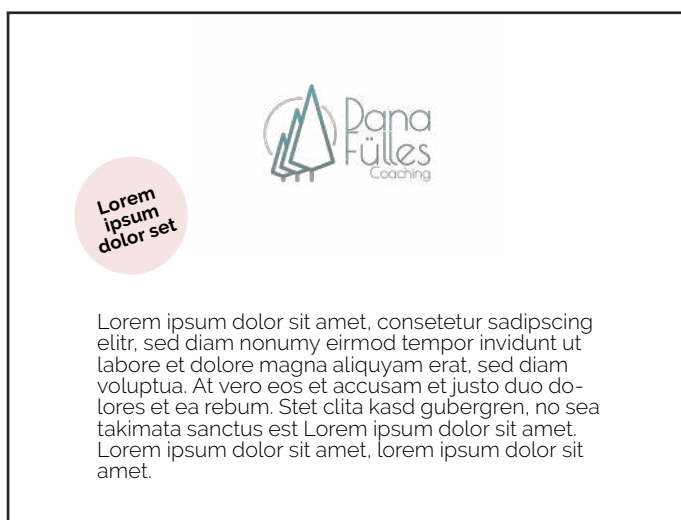 Dana
Fülles
Coaching
Lorem
ipsum
dolor set
Lorem ipsum dolor sit amet, consetetur sadipscing
elitr, sed diam nonumy eirmod tempor invidunt ut
labore et dolore magna aliquyam erat, sed diam
voluptua. At vero eos et accusam et justo duo do-
lores et ea rebum. Stet clita kasd gubergren, no sea
takimata sanctus est Lorem ipsum dolor sit amet.
Lorem ipsum dolor sit amet, lorem ipsum dolor sit
amet.